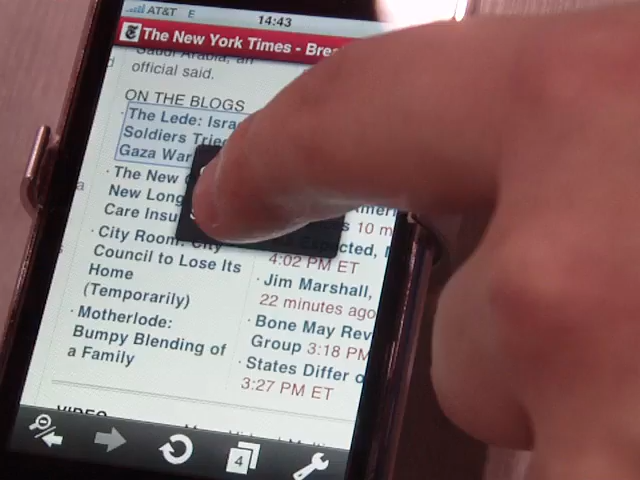 AT&T E 14:43
The New York Times - Brea
Saudi Arabia, an
official said.
ON THE BLOGS
· The Lede: Isra
Soldiers Tried
Gaza War
· The New
New Long
Care Insu
· City Room: City
Council to Lose Its
Home
(Temporarily)
· Motherlode:
Bumpy Blending of
a Family
10 m
Expected,
4:02 PM ET
· Jim Marshall,
22 minutes ago
· Bone May Rev
Group 3:18 PM
· States Differ o
3:27 PM ET
VIDEO
4